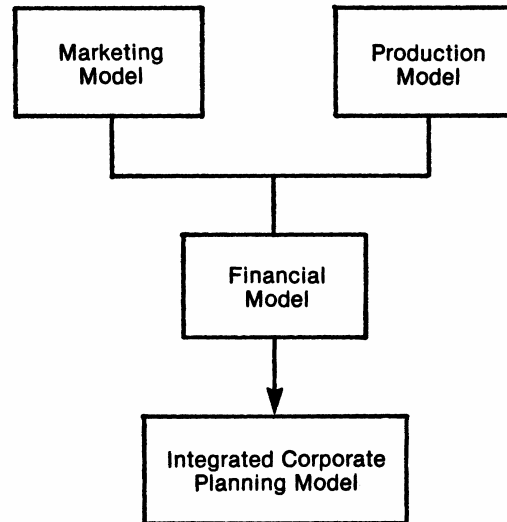 Marketing
Model
Production
Model
Financial
Model
Integrated Corporate
Planning Model